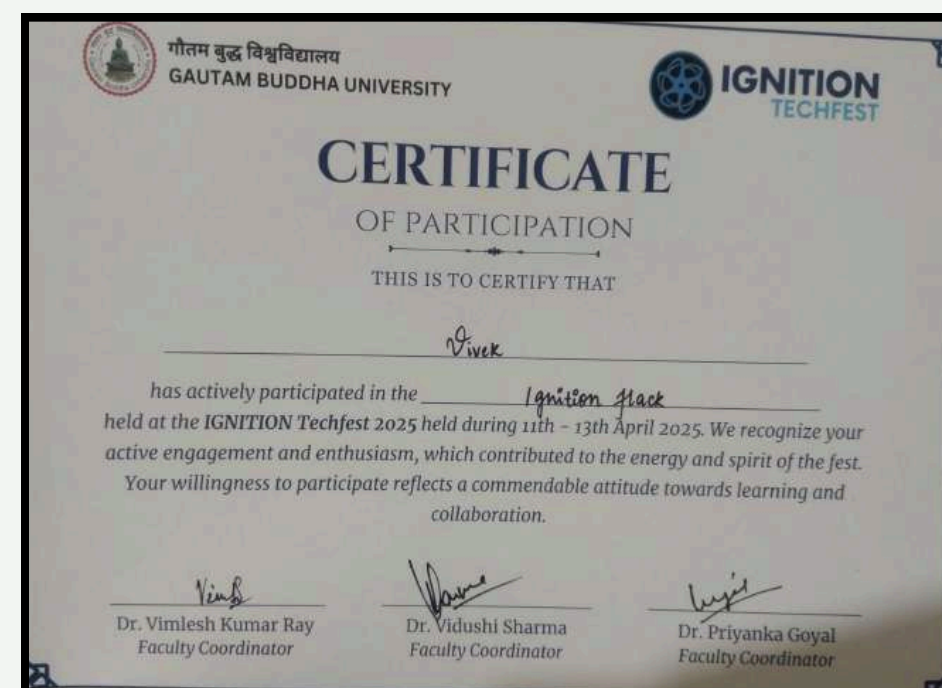 गौतम बुद्ध विश्वविद्यालय
GAUTAM BUDDHA UNIVERSITY
IGNITION
TECHFEST
CERTIFICATE
OF PARTICIPATION
THIS IS TO CERTIFY THAT
Vivek
has actively participated in the Ignition Hack
held at the IGNITION Techfest 2025 held during 11th - 13th April 2025. We recognize your
active engagement and enthusiasm, which contributed to the energy and spirit of the fest.
Your willingness to participate reflects a commendable attitude towards learning and
collaboration.
Dr. Vimlesh Kumar Ray
Faculty Coordinator
Dr. Vidushi Sharma
Faculty Coordinator
Dr. Priyanka Goyal
Faculty Coordinator